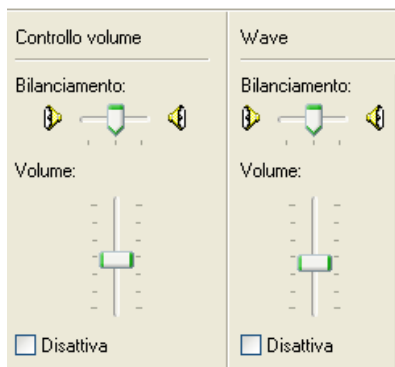 Controllo volume
Bilanciamento:
Volume:
Disattiva
Wave
Bilanciamento:
Volume:
Disattiva